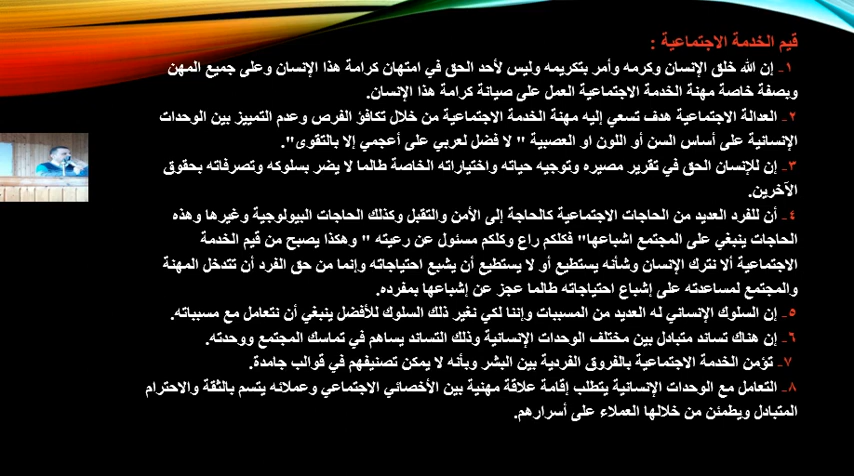 قيم الخدمة الاجتماعية :
١- إن الله خلق الإنسان وكرمه وأمر بتكريمه وليس لأحد الحق في امتهان كرامة هذا الإنسان وعلى جميع المهن
وبصفة خاصة مهنة الخدمة الاجتماعية العمل على صيانة كرامة هذا الإنسان.
٢- العدالة الاجتماعية هدف تسعي إليه مهنة الخدمة الاجتماعية من خلال تكافؤ الفرص وعدم التمييز بين الوحدات
الإنسانية على أساس السن أو اللون او العصبية " لا فضل لعربي على أعجمي إلا بالتقوى".
٣- إن للإنسان الحق في تقرير مصيره وتوجيه حياته واختياراته الخاصة طالما لا يضر بسلوكه وتصرفاته بحقوق
الآخرين.
٤- أن للفرد العديد من الحاجات الاجتماعية كالحاجة إلى الأمن والتقبل وكذلك الحاجات البيولوجية وغيرها وهذه
الحاجات ينبغي على المجتمع اشباعها" فكلكم راع وكلكم مسئول عن رعيته " وهكذا يصبح من قيم الخدمة
الاجتماعية ألا نترك الإنسان وشأنه يستطيع أو لا يستطيع أن يشبع احتياجاته وإنما من حق الفرد أن تتدخل المهنة
والمجتمع لمساعدته على إشباع احتياجاته طالما عجز عن إشباعها بمفرده.
٥- إن السلوك الإنساني له العديد من المسببات وإننا لكي نغير ذلك السلوك للأفضل ينبغي أن نتعامل مع مسبباته.
٦- إن هناك تساند متبادل بين مختلف الوحدات الإنسانية وذلك التساند يساهم في تماسك المجتمع ووحدته.
٧- تؤمن الخدمة الاجتماعية بالفروق الفردية بين البشر وبأنه لا يمكن تصنيفهم في قوالب جامدة.
٨- التعامل مع الوحدات الإنسانية يتطلب إقامة علاقة مهنية بين الأخصائي الاجتماعي وعملائه يتسم بالثقة والاحترام
المتبادل ويطمئن من خلالها العملاء على أسرارهم.